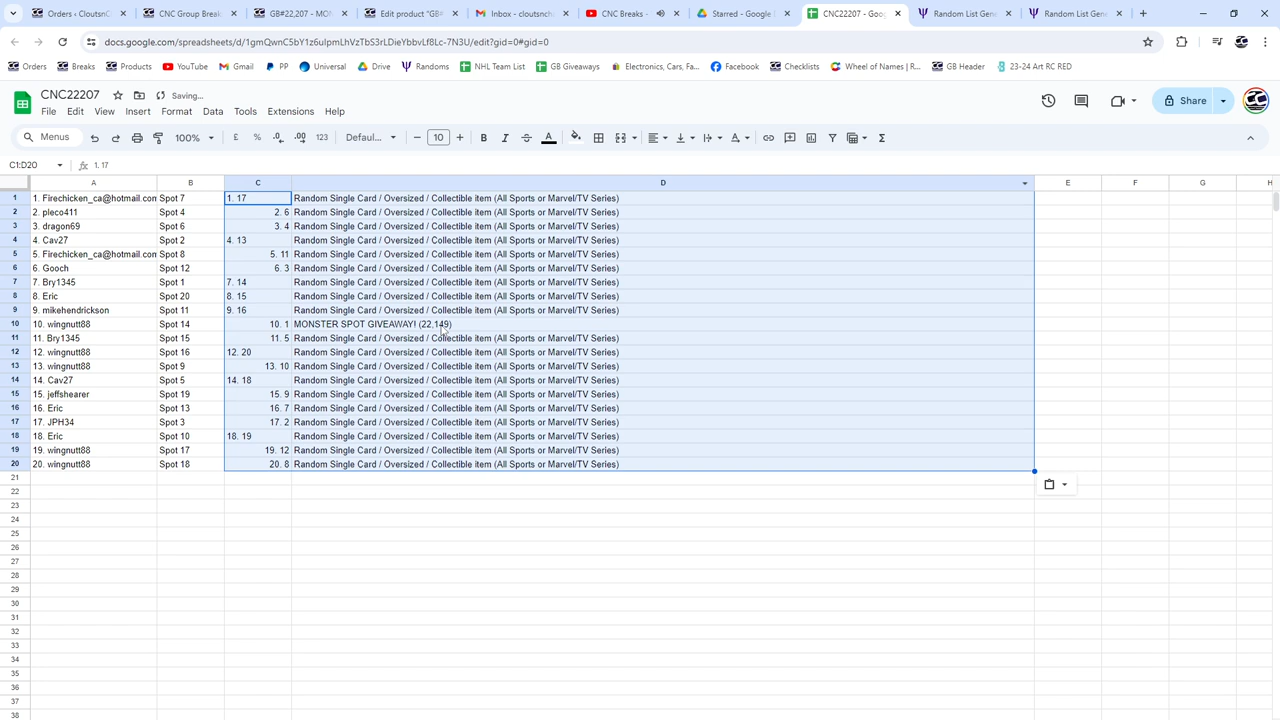 Orders ‹ CloutsnC
CNC Group Break
GB#22,207 - MON
Edit product "GB
Inbox - cloutsnch
CNC Breaks -
Starred - Google
CNC22207 - Goo
Random List Gene
Random List Gene
docs.google.com/spreadsheets/d/1gmQwnC5bY1z6uIpmLhVzTbS3rLDieYbbvLf8Lc-7N3U/edit?gid=0#gid=0
Orders Breaks Products YouTube Gmail PP Universal Drive Randoms NHL Team List GB Giveaways Electronics, Cars, Fa... Facebook Checklists Wheel of Names | R... GB Header 23-24 Art RC RED
CNC22207 Saving...
File Edit View Insert Format Data Tools Extensions Help
Share
Menus 100% £ % .0 .00 123 Defaul... 10 B I A
C1:D20 fx 1. 17
A B C D E F G H
1 1. Firechicken_ca@hotmail.com Spot 7 1. 17 Random Single Card / Oversized / Collectible item (All Sports or Marvel/TV Series)
2 2. pleco411 Spot 4 2. 6 Random Single Card / Oversized / Collectible item (All Sports or Marvel/TV Series)
3 3. dragon69 Spot 6 3. 4 Random Single Card / Oversized / Collectible item (All Sports or Marvel/TV Series)
4 4. Cav27 Spot 2 4. 13 Random Single Card / Oversized / Collectible item (All Sports or Marvel/TV Series)
5 5. Firechicken_ca@hotmail.com Spot 8 5. 11 Random Single Card / Oversized / Collectible item (All Sports or Marvel/TV Series)
6 6. Gooch Spot 12 6. 3 Random Single Card / Oversized / Collectible item (All Sports or Marvel/TV Series)
7 7. Bry1345 Spot 1 7. 14 Random Single Card / Oversized / Collectible item (All Sports or Marvel/TV Series)
8 8. Eric Spot 20 8. 15 Random Single Card / Oversized / Collectible item (All Sports or Marvel/TV Series)
9 9. mikehendrickson Spot 11 9. 16 Random Single Card / Oversized / Collectible item (All Sports or Marvel/TV Series)
10 10. wingnutt88 Spot 14 10. 1 MONSTER SPOT GIVEAWAY! (22,149)
11 11. Bry1345 Spot 15 11. 5 Random Single Card / Oversized / Collectible item (All Sports or Marvel/TV Series)
12 12. wingnutt88 Spot 16 12. 20 Random Single Card / Oversized / Collectible item (All Sports or Marvel/TV Series)
13 13. wingnutt88 Spot 9 13. 10 Random Single Card / Oversized / Collectible item (All Sports or Marvel/TV Series)
14 14. Cav27 Spot 5 14. 18 Random Single Card / Oversized / Collectible item (All Sports or Marvel/TV Series)
15 15. jeffshearer Spot 19 15. 9 Random Single Card / Oversized / Collectible item (All Sports or Marvel/TV Series)
16 16. Eric Spot 13 16. 7 Random Single Card / Oversized / Collectible item (All Sports or Marvel/TV Series)
17 17. JPH34 Spot 3 17. 2 Random Single Card / Oversized / Collectible item (All Sports or Marvel/TV Series)
18 18. Eric Spot 10 18. 19 Random Single Card / Oversized / Collectible item (All Sports or Marvel/TV Series)
19 19. wingnutt88 Spot 17 19. 12 Random Single Card / Oversized / Collectible item (All Sports or Marvel/TV Series)
20 20. wingnutt88 Spot 18 20. 8 Random Single Card / Oversized / Collectible item (All Sports or Marvel/TV Series)
21
22
23
24
25
26
27
28
29
30
31
32
33
34
35
36
37
38